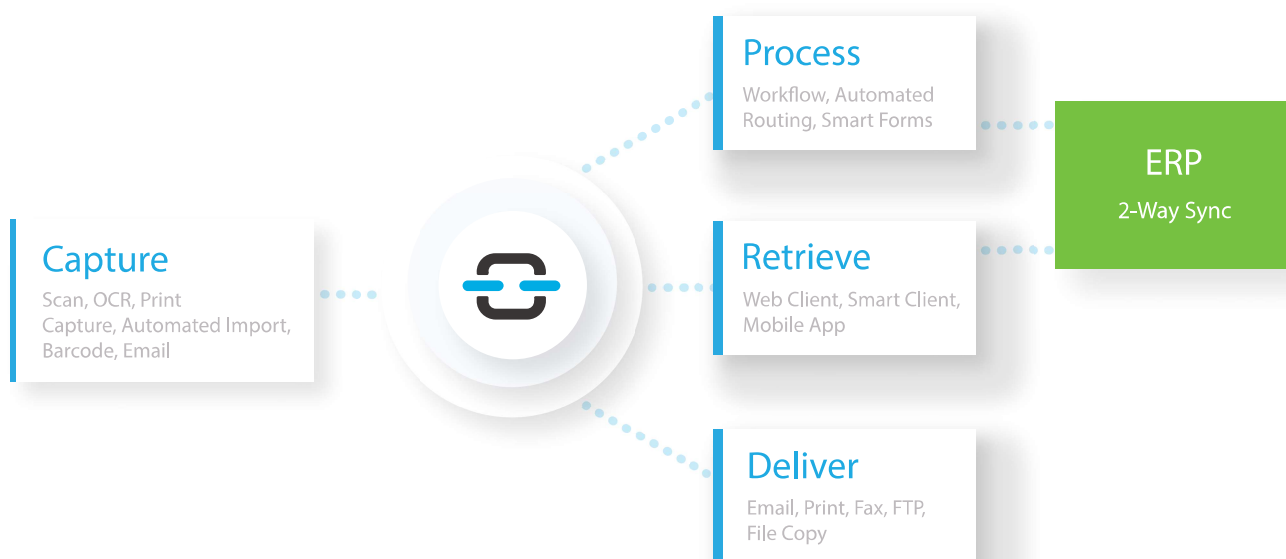 Process
Workflow, Automated
Routing, Smart Forms
ERP
2-Way Sync
Capture
Scan, OCR, Print
Capture, Automated Import,
Barcode, Email
Retrieve
Web Client, Smart Client,
Mobile App
Deliver
Email, Print, Fax, FTP,
File Copy